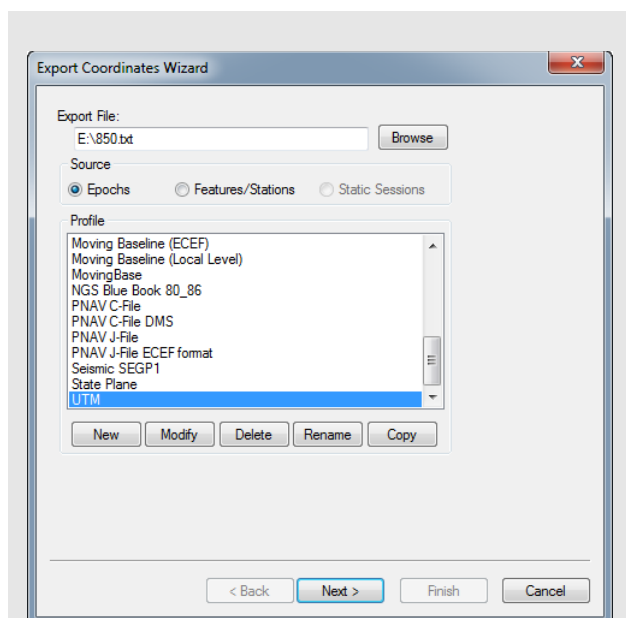 Export Coordinates Wizard
Export File:
E:\850.txt
Browse
Source
Epochs Features/Stations Static Sessions
Profile
Moving Baseline (ECEF)
Moving Baseline (Local Level)
MovingBase
NGS Blue Book 80_86
PNAV C-File
PNAV C-File DMS
PNAV J-File
PNAV J-File ECEF format
Seismic SEGP1
State Plane
UTM
New Modify Delete Rename Copy
< Back Next > Finish Cancel